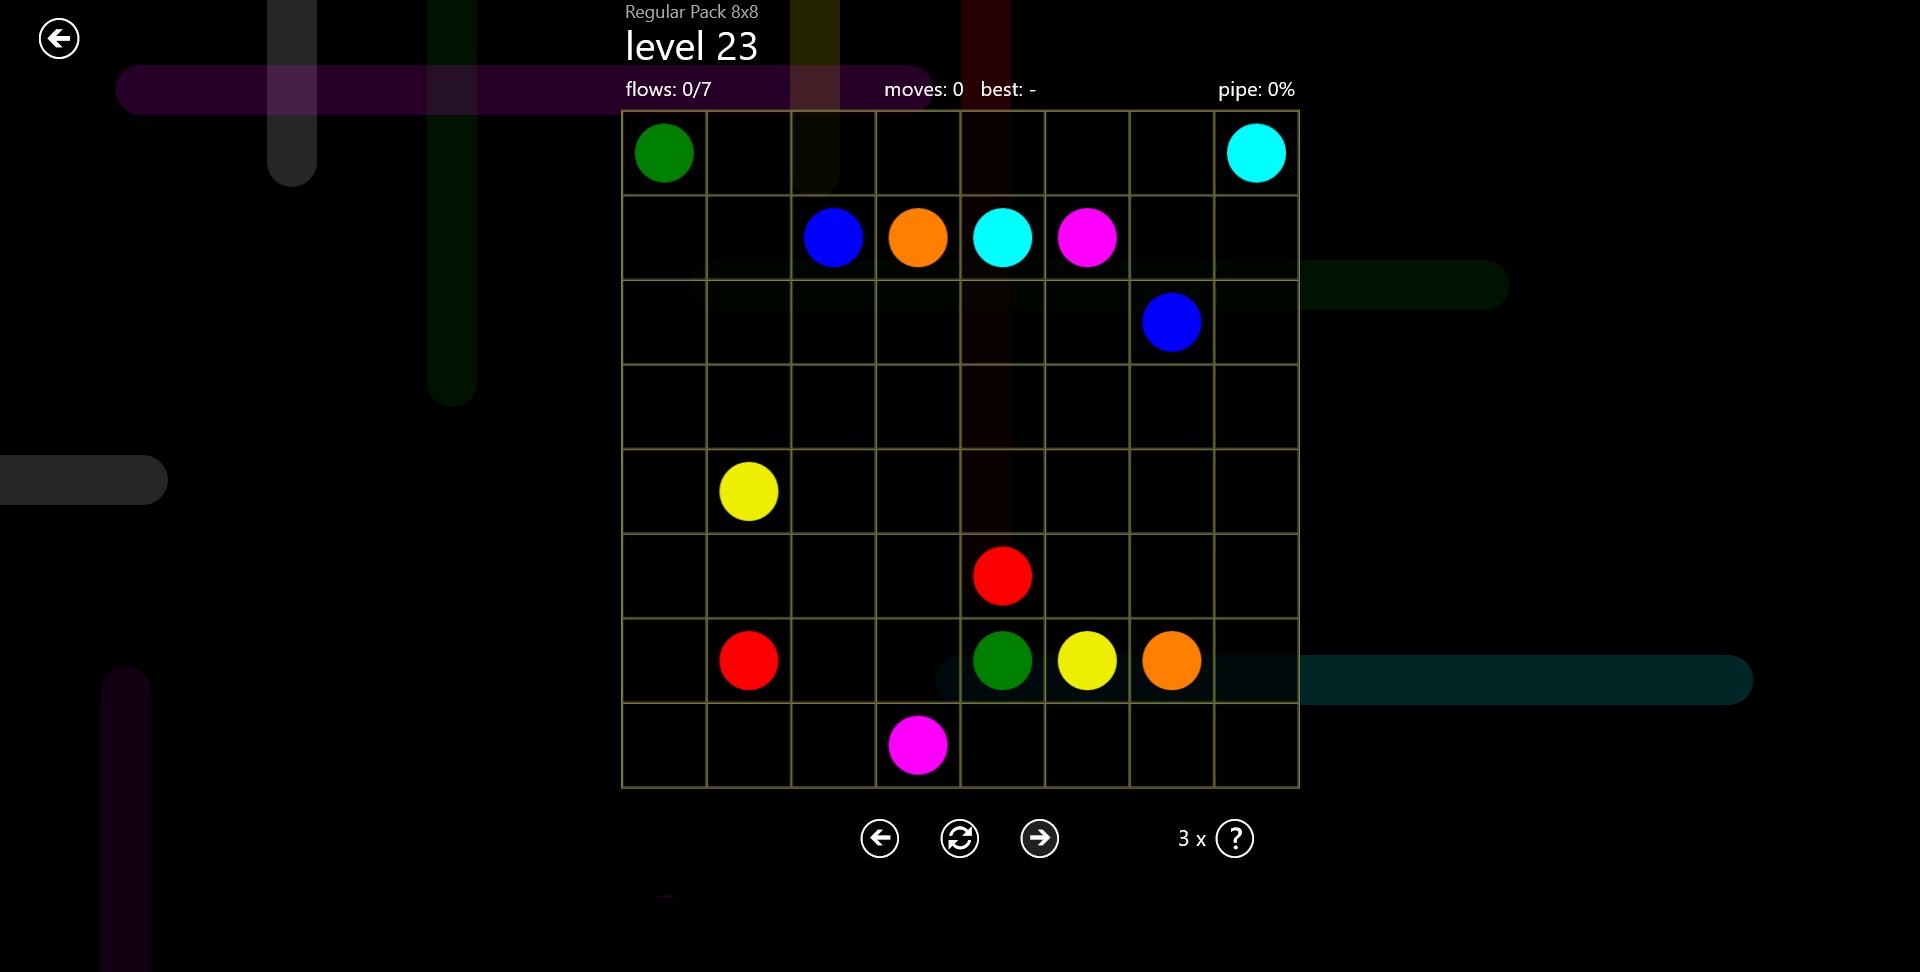 Regular Pack 8x8
level 23
flows: 0/7 moves: 0 best: - pipe: 0%
3 x ?